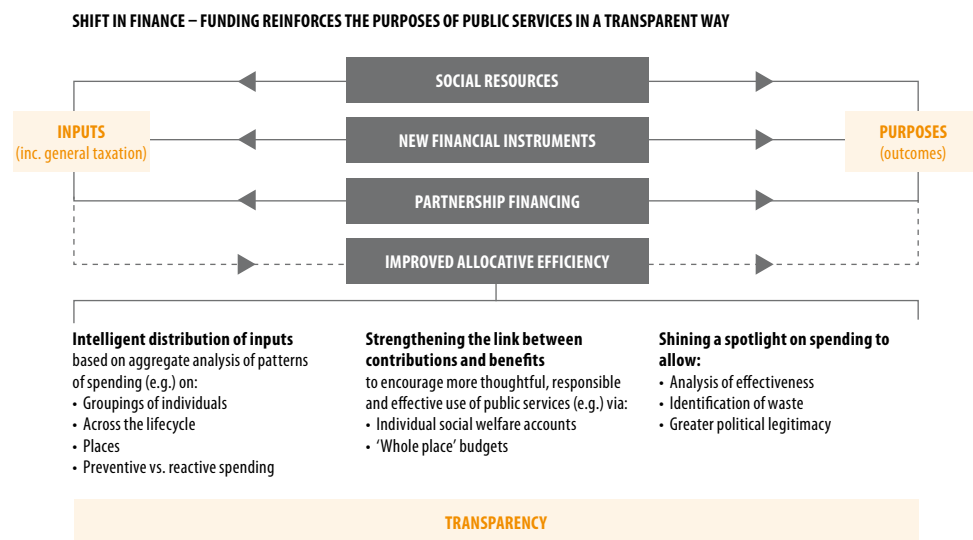 SHIFT IN FINANCE – FUNDING REINFORCES THE PURPOSES OF PUBLIC SERVICES IN A TRANSPARENT WAY
SOCIAL RESOURCES
INPUTS
(inc. general taxation)
NEW FINANCIAL INSTRUMENTS
PURPOSES
(outcomes)
PARTNERSHIP FINANCING
IMPROVED ALLOCATIVE EFFICIENCY
Intelligent distribution of inputs
based on aggregate analysis of patterns
of spending (e.g.) on:
• Groupings of individuals
• Across the lifecycle
• Places
• Preventive vs. reactive spending
Strengthening the link between
contributions and benefits
to encourage more thoughtful, responsible
and effective use of public services (e.g.) via:
• Individual social welfare accounts
• ‘Whole place’ budgets
Shining a spotlight on spending to
allow:
• Analysis of effectiveness
• Identification of waste
• Greater political legitimacy
TRANSPARENCY